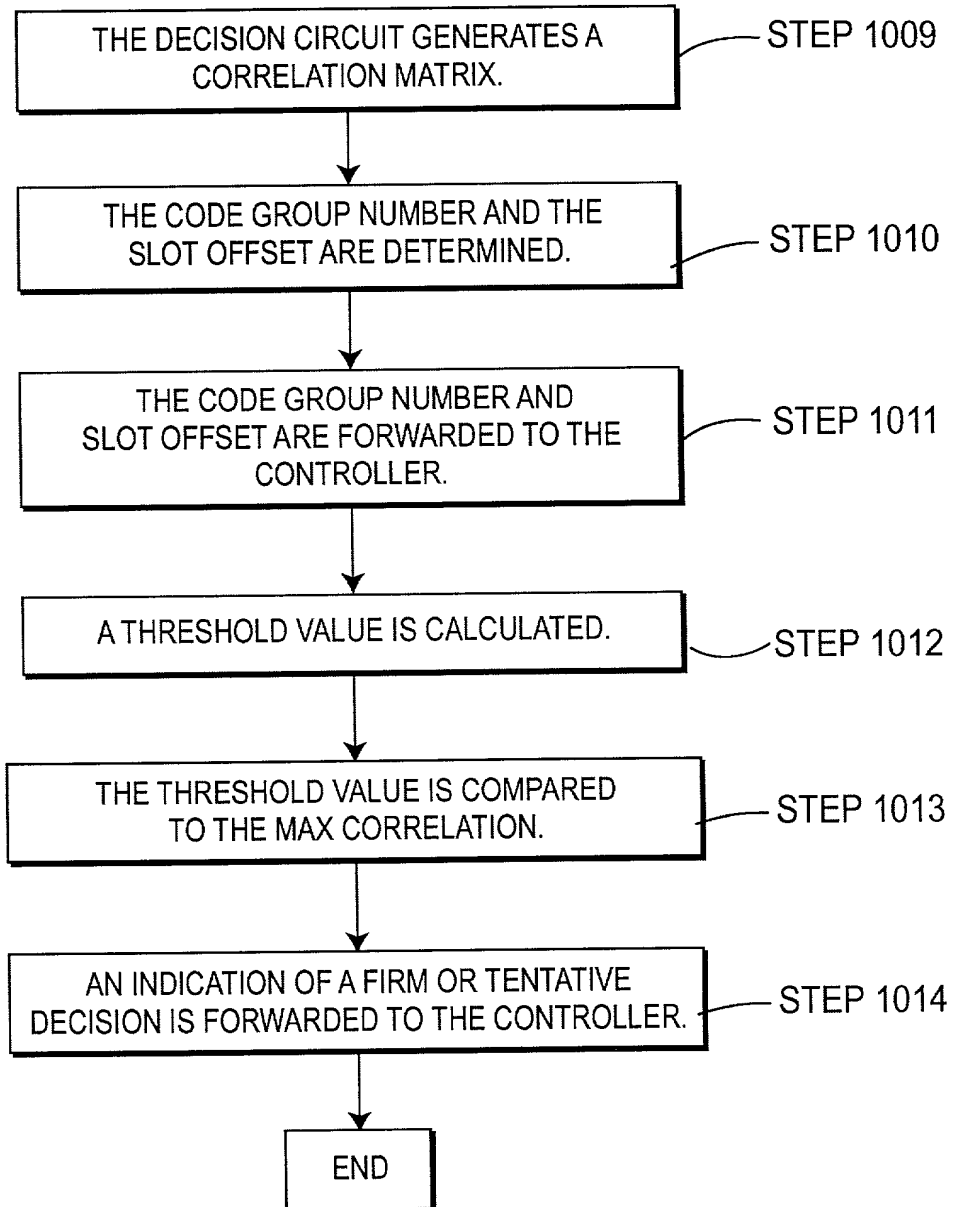 THE DECISION CIRCUIT GENERATES A
CORRELATION MATRIX.
STEP 1009
THE CODE GROUP NUMBER AND THE
SLOT OFFSET ARE DETERMINED.
STEP 1010
THE CODE GROUP NUMBER AND
SLOT OFFSET ARE FORWARDED TO THE
CONTROLLER.
STEP 1011
A THRESHOLD VALUE IS CALCULATED.
STEP 1012
THE THRESHOLD VALUE IS COMPARED
TO THE MAX CORRELATION.
STEP 1013
AN INDICATION OF A FIRM OR TENTATIVE
DECISION IS FORWARDED TO THE CONTROLLER.
STEP 1014
END